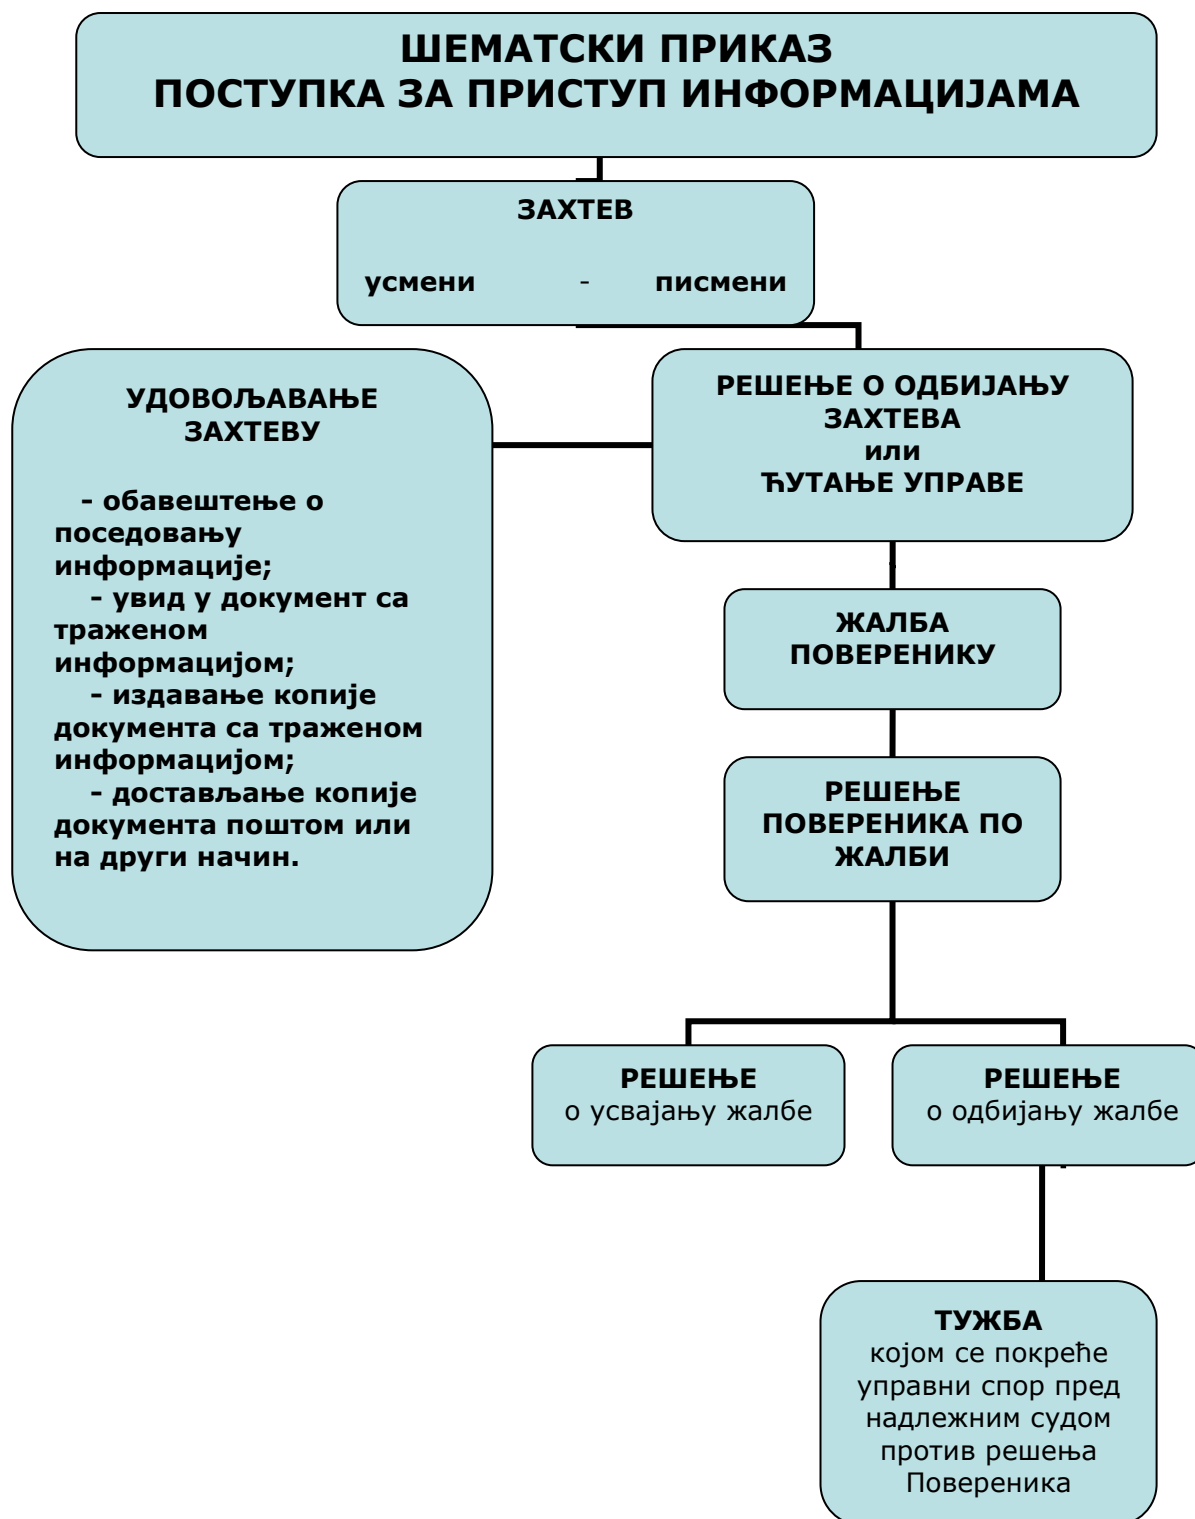 ШЕМАТСКИ ПРИКАЗ
ПОСТУПКА ЗА ПРИСТУП ИНФОРМАЦИЈАМА
ЗАХТЕВ
усмени - писмени
УДОВОЉАВАЊЕ
ЗАХТЕВУ
- обавештење о
поседовању
информације;
- увид у документ са
траженом
информацијом;
- издавање копије
документа са траженом
информацијом;
- достављање копије
документа поштом или
на други начин.
РЕШЕЊЕ О ОДБИЈАЊУ
ЗАХТЕВА
или
ЋУТАЊЕ УПРАВЕ
ЖАЛБА
ПОВЕРЕНИКУ
РЕШЕЊЕ
ПОВЕРЕНИКА ПО
ЖАЛБИ
РЕШЕЊЕ
о усвајању жалбе
РЕШЕЊЕ
о одбијању жалбе
ТУЖБА
којом се покреће
управни спор пред
надлежним судом
против решења
Повереника